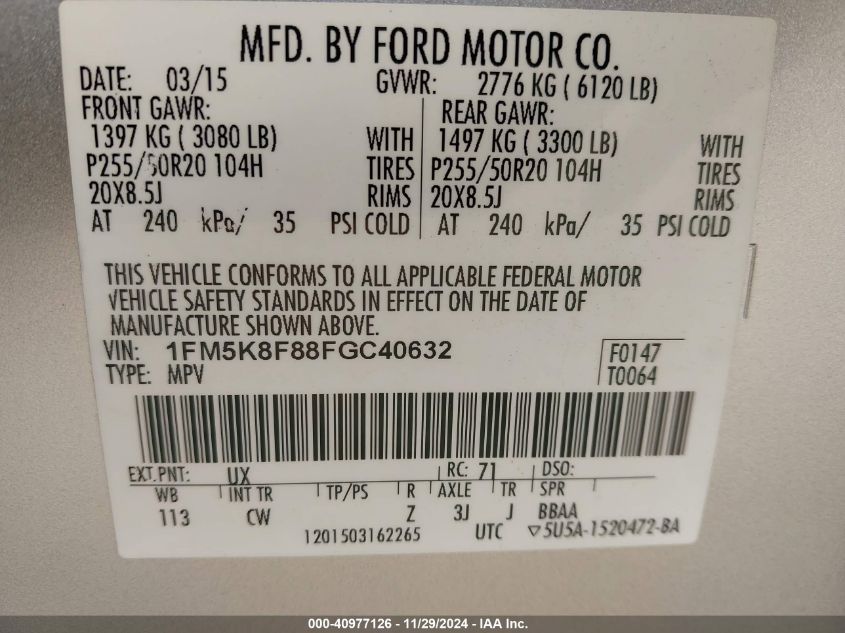 MFD. BY FORD MOTOR CO.
DATE: 03/15 GVWR: 2776 KG ( 6120 LB)
FRONT GAWR: REAR GAWR:
1397 KG ( 3080 LB) WITH 1497 KG ( 3300 LB) WITH
P255/50R20 104H TIRES P255/50R20 104H TIRES
20X8.5J RIMS 20X8.5J RIMS
AT 240 kPa/ 35 PSI COLD AT 240 kPa/ 35 PSI COLD
THIS VEHICLE CONFORMS TO ALL APPLICABLE FEDERAL MOTOR
VEHICLE SAFETY STANDARDS IN EFFECT ON THE DATE OF
MANUFACTURE SHOWN ABOVE.
VIN: 1FM5K8F88FGC40632 F0147
TYPE: MPV T0064
EXT.PNT: UX RC: 71 DSO:
WB INT TR TP/PS R AXLE TR SPR
113 CW Z 3J J BBAA
1201503162265 UTC ▽5U5A-1520472-BA
000-40977126 - 11/29/2024 - IAA Inc.